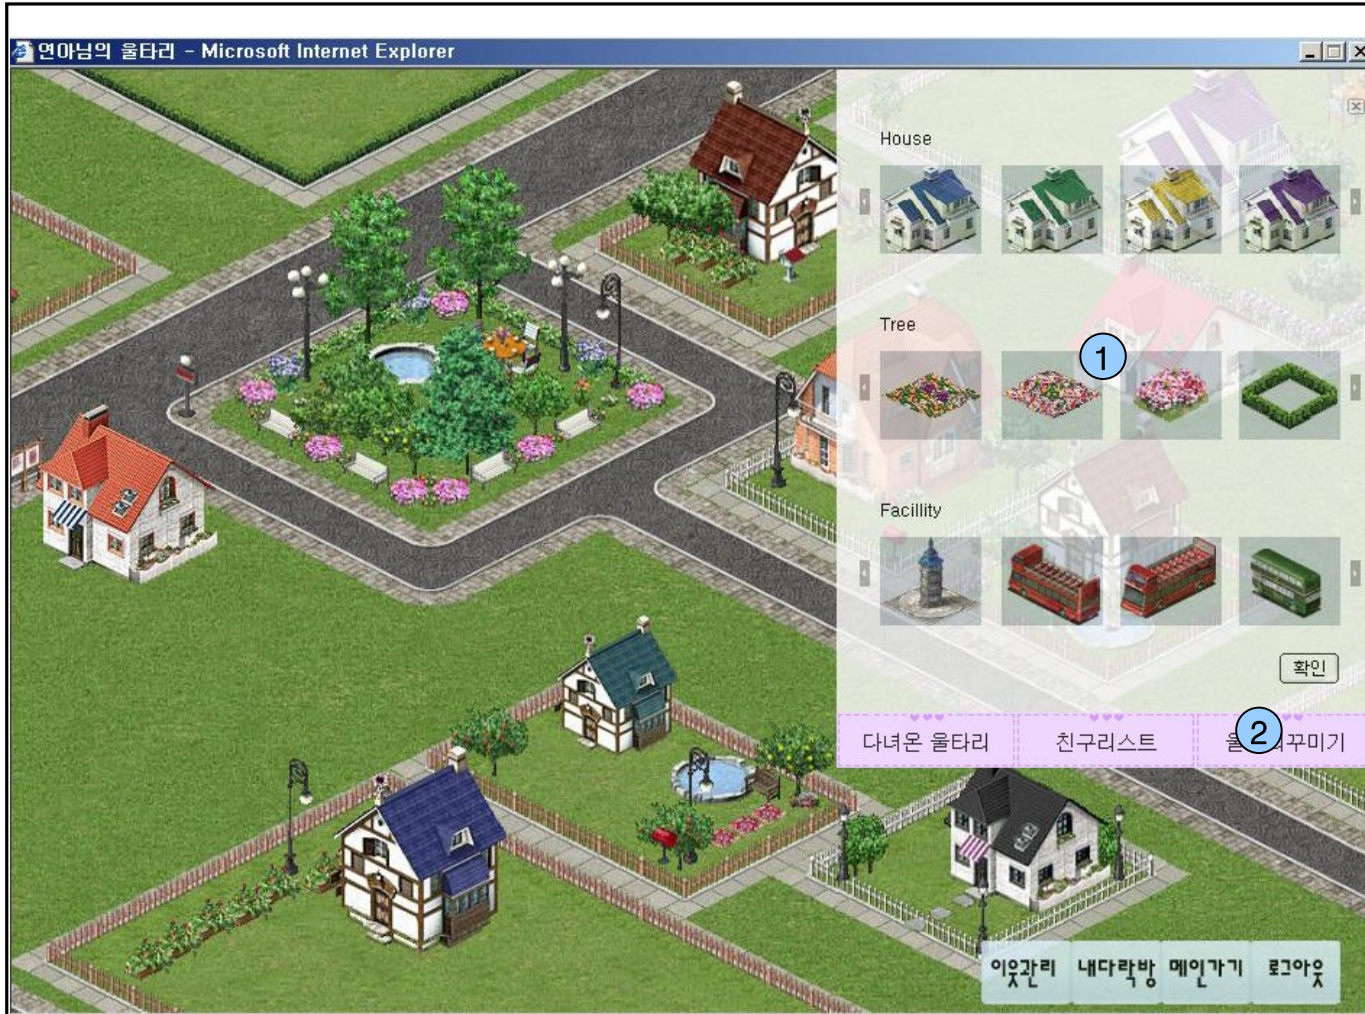 연아님의 울타리 - Microsoft Internet Explorer
House
Tree
1
Facillity
확인
다녀온 울타리
친구리스트
2
꾸미기
이웃관리
내다락방
메인가기
로그아웃